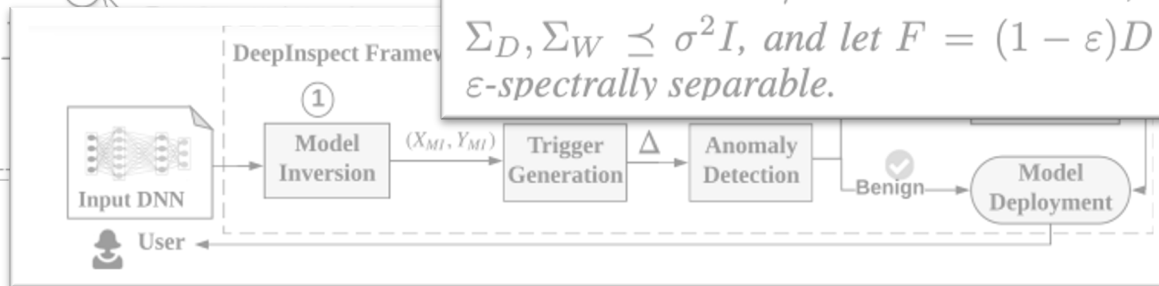 Σ_D, Σ_W ⪯ σ²I, and let F = (1 − ε)D
ε-spectrally separable.
DeepInspect
1
Model
Inversion
(X_MI, Y_MI)
Trigger
Generation
Δ
Anomaly
Detection
Benign
Model
Deployment
Input DNN
User